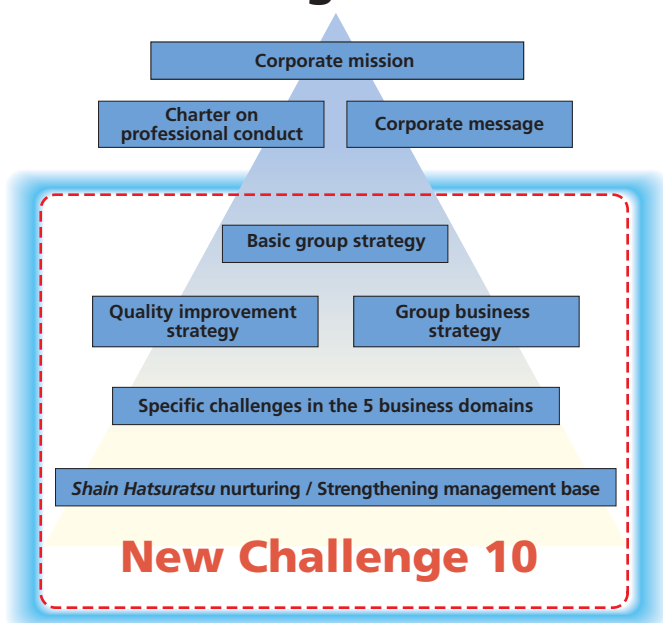 Corporate mission
Charter on
professional conduct
Corporate message
Basic group strategy
Quality improvement
strategy
Group business
strategy
Specific challenges in the 5 business domains
Shain Hatsuratsu nurturing / Strengthening management base
New Challenge 10